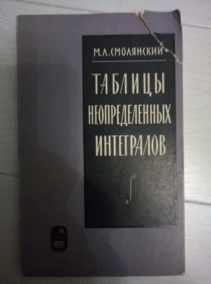 М.Л.СМОЛЯНСКИЙ
ТАБЛИЦЫ
НЕОПРЕДЕЛЕННЫХ
ИНТЕГРАЛОВ
∫